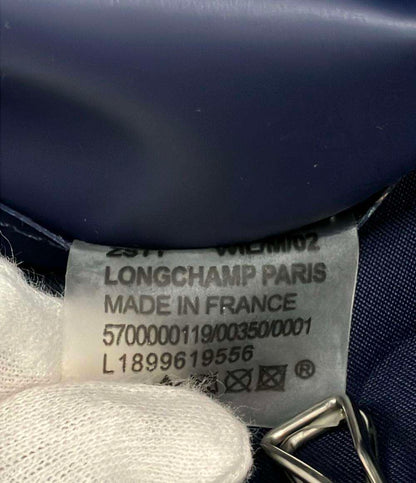 LONGCHAMP PARIS
MADE IN FRANCE
5700000119/00350/0001
L1899619556
®